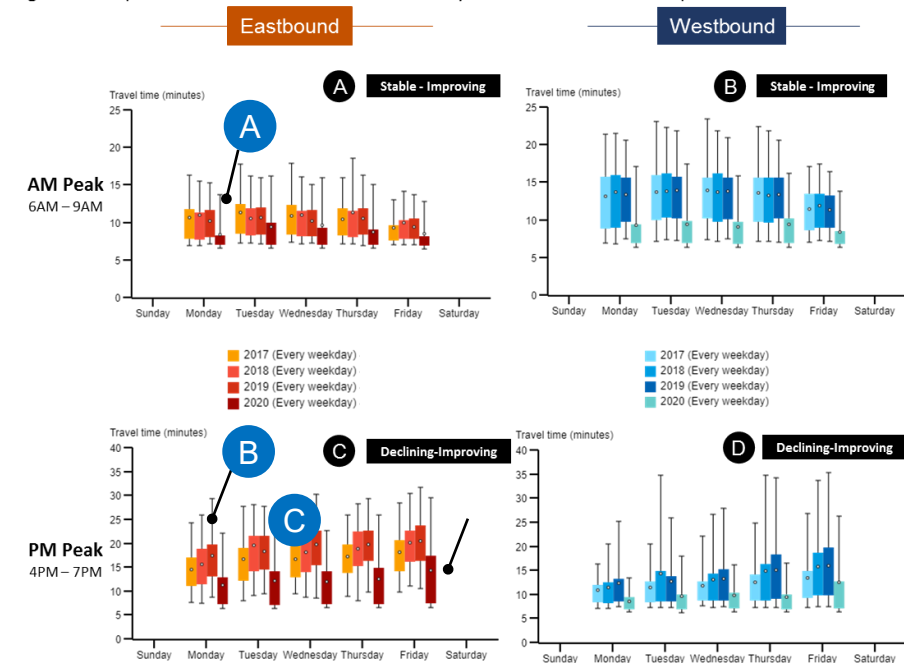 Eastbound
Westbound
A Stable - Improving
B Stable - Improving
Travel time (minutes)
Travel time (minutes)
25
20
15
10
5
0
A
25
20
15
10
5
0
AM Peak
6AM – 9AM
Sunday Monday Tuesday Wednesday Thursday Friday Saturday
Sunday Monday Tuesday Wednesday Thursday Friday Saturday
2017 (Every weekday)
2018 (Every weekday)
2019 (Every weekday)
2020 (Every weekday)
2017 (Every weekday)
2018 (Every weekday)
2019 (Every weekday)
2020 (Every weekday)
Travel time (minutes)
Travel time (minutes)
C Declining-Improving
D Declining-Improving
40
35
30
25
20
15
10
5
0
B
C
40
35
30
25
20
15
10
5
0
PM Peak
4PM – 7PM
Sunday Monday Tuesday Wednesday Thursday Friday Saturday
Sunday Monday Tuesday Wednesday Thursday Friday Saturday